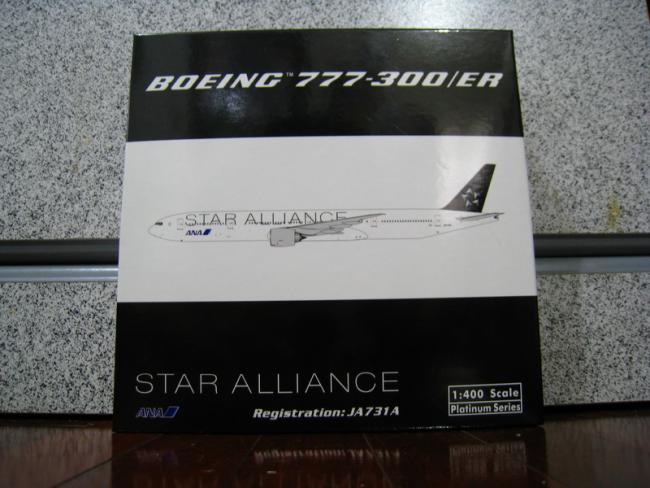 BOEING™ 777-300/ER
STAR ALLIANCE
ANA
STAR ALLIANCE
ANA
Registration: JA731A
1:400 Scale
Platinum Series